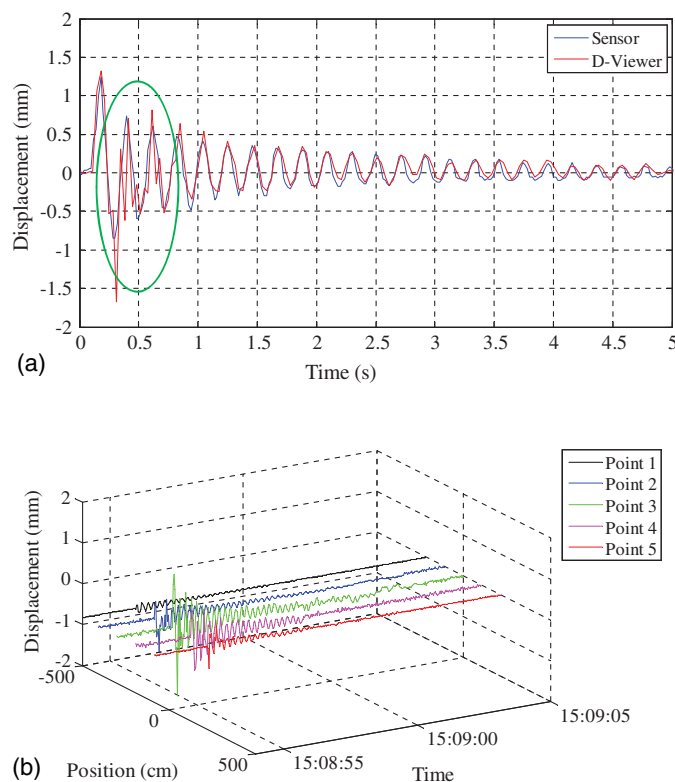 Sensor
D-Viewer
Displacement (mm)
2
1.5
1
0.5
0
-0.5
-1
-1.5
-2
0 0.5 1 1.5 2 2.5 3 3.5 4 4.5 5
Time (s)
(a)
Point 1
Point 2
Point 3
Point 4
Point 5
Displacement (mm)
2
1
0
-1
-2
-500
0
500
Position (cm)
15:08:55
15:09:00
15:09:05
Time
(b)